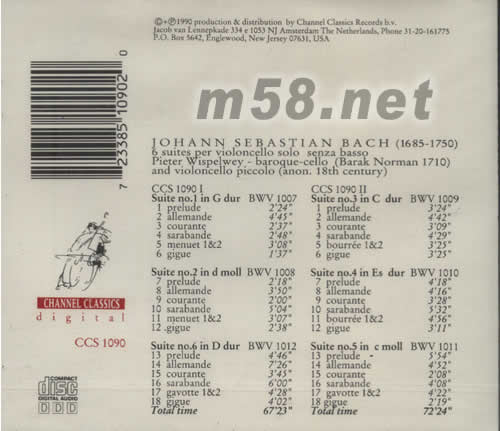 ©+℗1990 production & distribution by Channel Classics Records b.v.
Jacob van Lennepkade 334 e 1053 NJ Amsterdam The Netherlands, Phone 31-20-161775
P.O. Box 5642, Englewood, New Jersey 07631, USA
m58.net
JOHANN SEBASTIAN BACH (1685-1750)
6 suites per violoncello solo senza basso
Pieter Wispelwey - baroque-cello (Barak Norman 1710)
and violoncello piccolo (anon. 18th century)
7 23385 10902 0
CCS 1090 I
Suite no.1 in G dur BWV 1007
1 prelude 2'24"
2 allemande 4'45"
3 courante 2'37"
4 sarabande 2'48"
5 menuet 1&2 3'08"
6 gigue 1'37"
Suite no.2 in d moll BWV 1008
7 prelude 2'18"
8 allemande 3'50"
9 courante 2'00"
10 sarabande 5'04"
11 menuet 1&2 3'07"
12 gigue 2'38"
Suite no.6 in D dur BWV 1012
13 prelude 4'46"
14 allemande 7'26"
15 courante 3'45"
16 sarabande 6'00"
17 gavotte 1&2 4'28"
18 gigue 4'02"
Total time 67'23"
CCS 1090 II
Suite no.3 in C dur BWV 1009
1 prelude 3'24"
2 allemande 4'42"
3 courante 3'09"
4 sarabande 4'29"
5 bourrée 1&2 3'25"
6 gigue 3'25"
Suite no.4 in Es dur BWV 1010
7 prelude 4'18"
8 allemande 4'16"
9 courante 3'28"
10 sarabande 5'32"
11 bourrée 1&2 4'56"
12 gigue 3'11"
Suite no.5 in c moll BWV 1011
13 prelude - 5'54"
14 allemande 4'52"
15 courante 2'08"
16 sarabande 4'08"
17 gavotte 1&2 4'22"
18 gigue 2'19"
Total time 72'24"
CHANNEL CLASSICS
digital
CCS 1090
COMPACT
disc
DIGITAL AUDIO
DDD